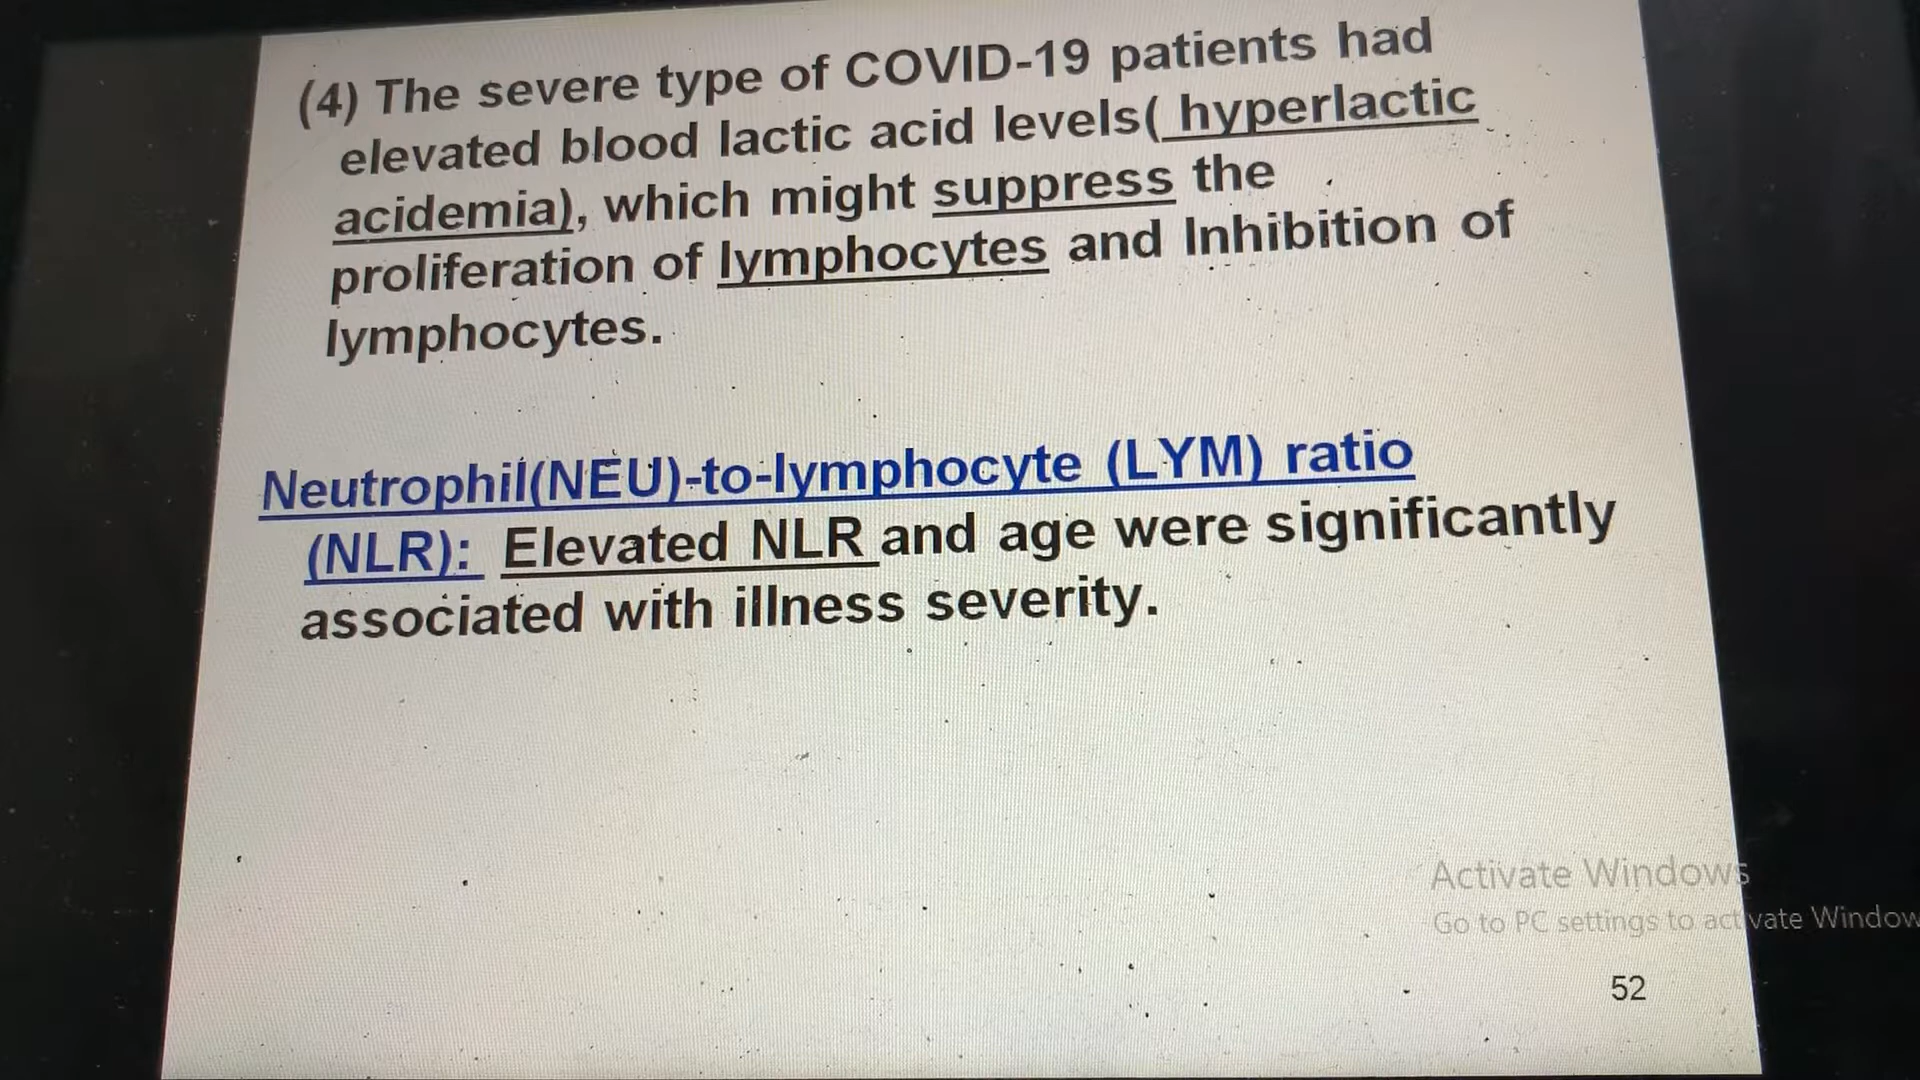 (4) The severe type of COVID-19 patients had
elevated blood lactic acid levels( hyperlactic
acidemia), which might suppress the
proliferation of lymphocytes and Inhibition of
lymphocytes.
Neutrophil(NEU)-to-lymphocyte (LYM) ratio
(NLR): Elevated NLR and age were significantly
associated with illness severity.
Activate Windows
Go to PC settings to activate Window
52